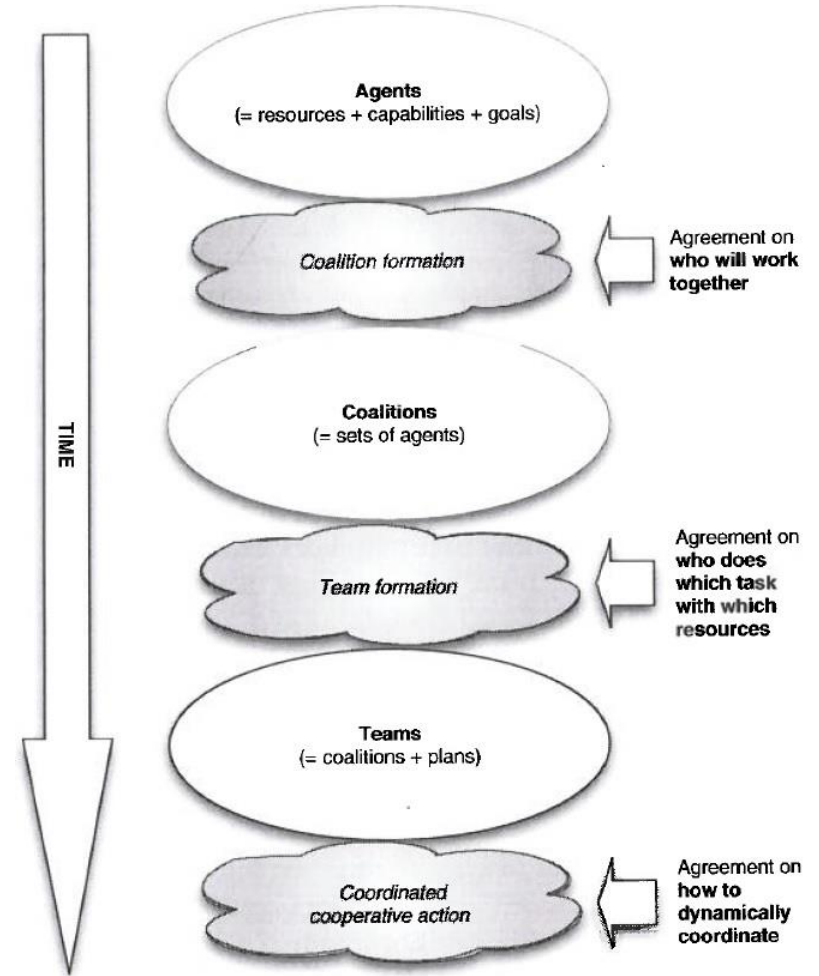 Agents
(= resources + capabilities + goals)
Coalition formation
Agreement on
who will work
together
Coalitions
(= sets of agents)
TIME
Team formation
Agreement on
who does
which task
with which
resources
Teams
(= coalitions + plans)
Coordinated
cooperative action
Agreement on
how to
dynamically
coordinate